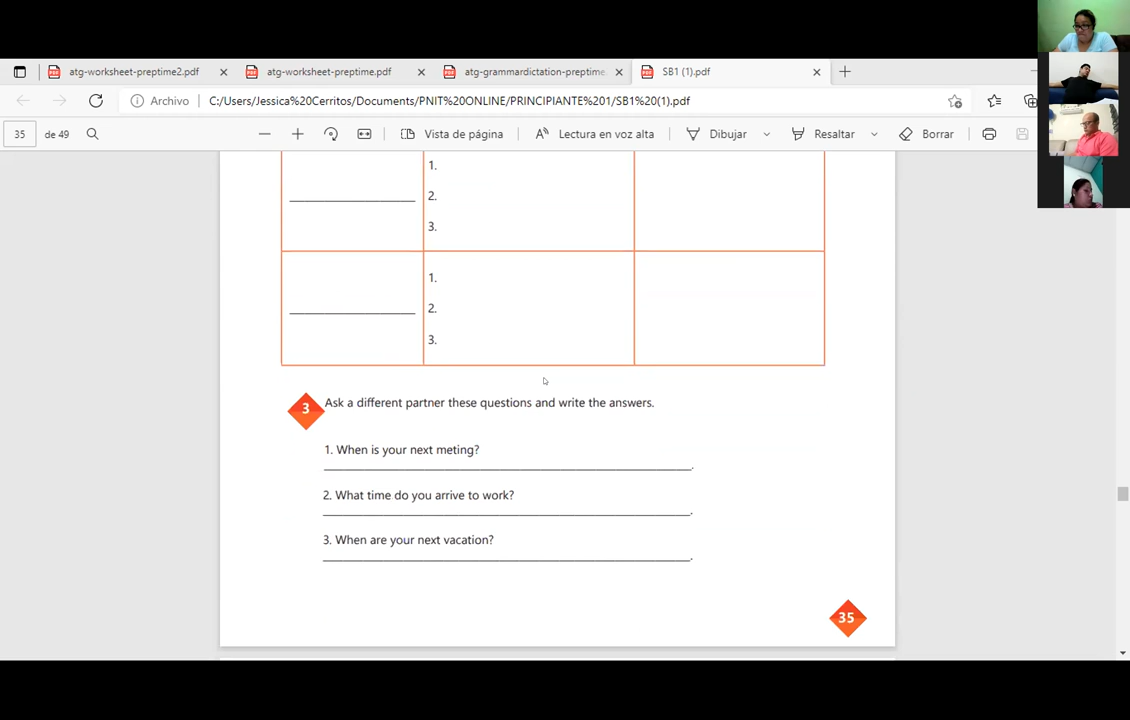 atg-worksheet-preptime2.pdf
atg-worksheet-preptime.pdf
atg-grammardictation-preptime.
SB1 (1).pdf
Archivo
C:/Users/Jessica%20Cerritos/Documents/PNIT%20ONLINE/PRINCIPIANTE%201/SB1%20(1).pdf
35
de 49
Vista de página
Lectura en voz alta
Dibujar
Resaltar
Borrar
1.
2.
3.
1.
2.
3.
3
Ask a different partner these questions and write the answers.
1. When is your next meting?
2. What time do you arrive to work?
3. When are your next vacation?
35